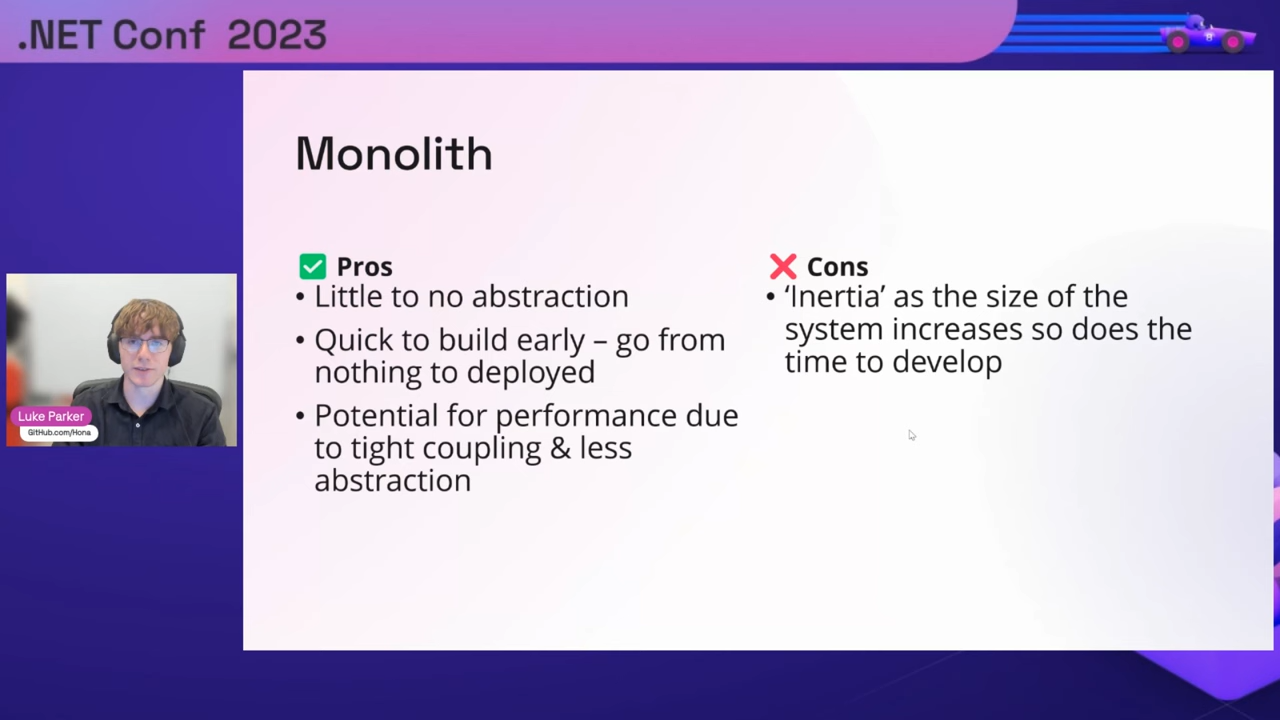 .NET Conf 2023
8
Monolith
✅ Pros
• Little to no abstraction
• Quick to build early – go from
nothing to deployed
• Potential for performance due
to tight coupling & less
abstraction
❌ Cons
• ‘Inertia’ as the size of the
system increases so does the
time to develop
Luke Parker
GitHub.com/Hona